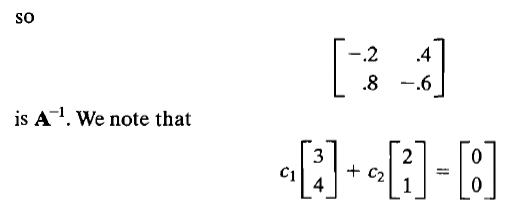 so
[ -.2 .4 ]
[ .8 -.6 ]
is A⁻¹. We note that
c₁ [ 3 ] + c₂ [ 2 ] = [ 0 ]
[ 4 ] [ 1 ] [ 0 ]